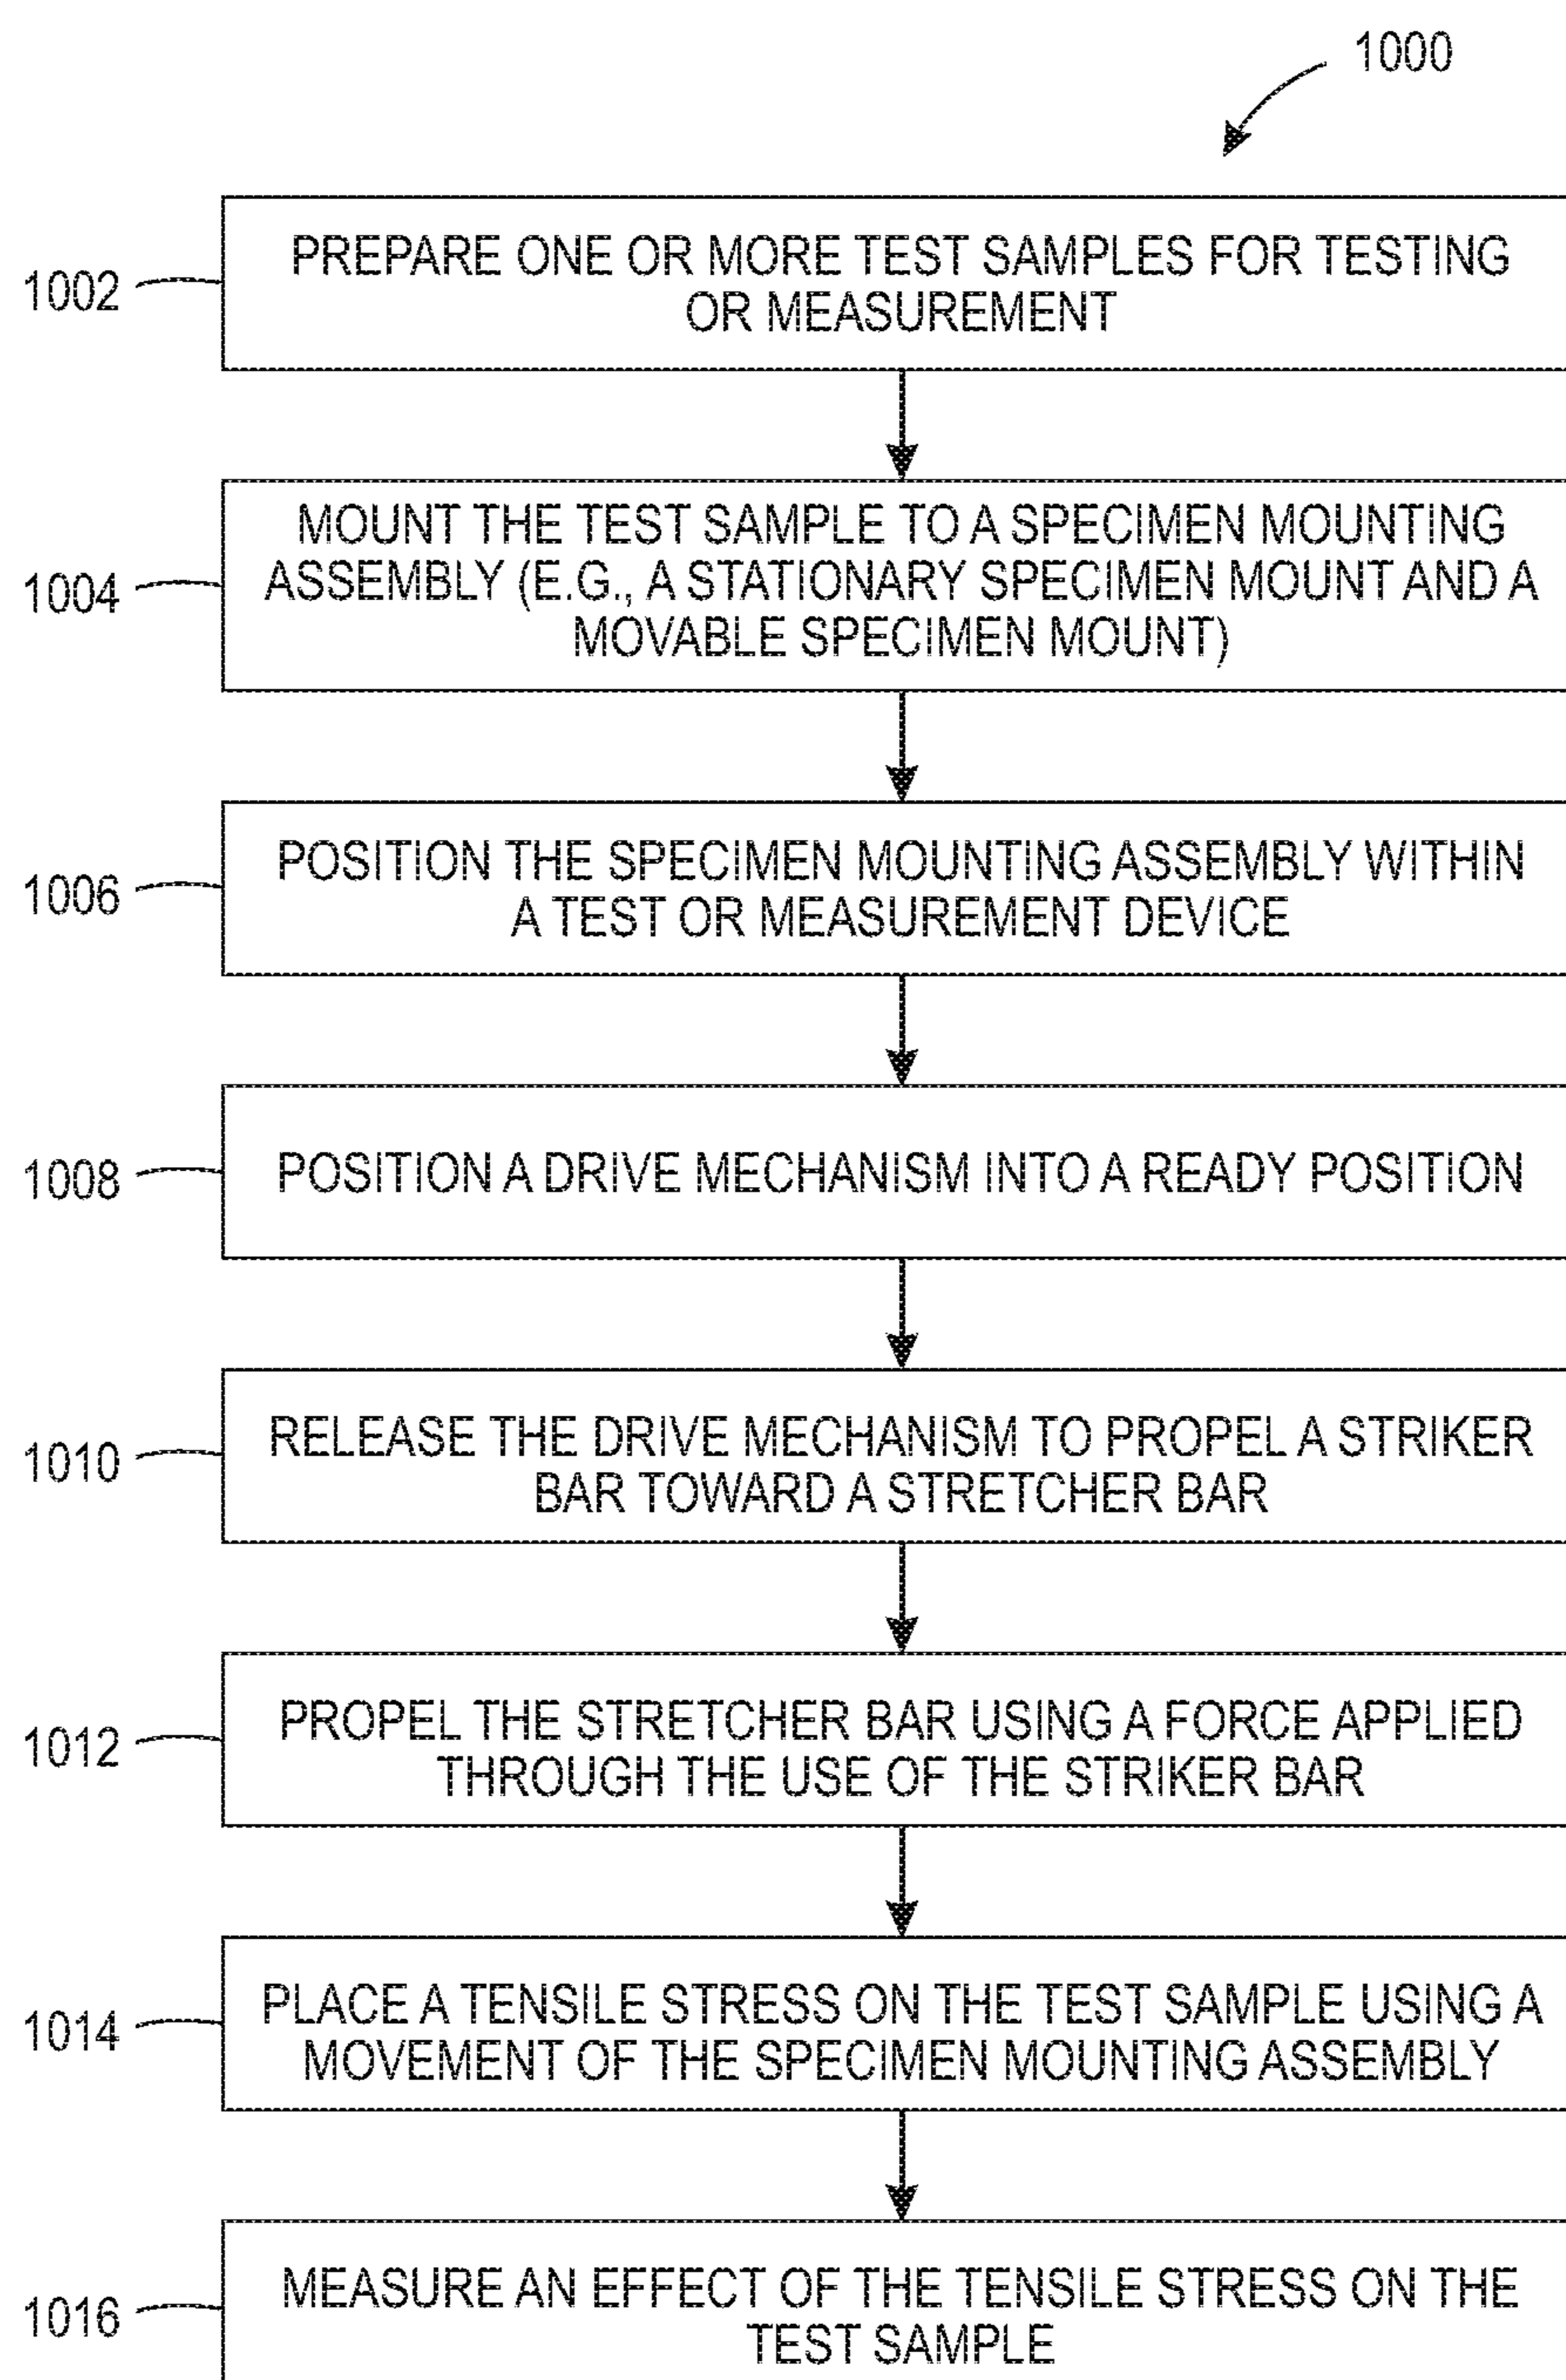 1000
1002
PREPARE ONE OR MORE TEST SAMPLES FOR TESTING
OR MEASUREMENT
1004
MOUNT THE TEST SAMPLE TO A SPECIMEN MOUNTING
ASSEMBLY (E.G., A STATIONARY SPECIMEN MOUNT AND A
MOVABLE SPECIMEN MOUNT)
1006
POSITION THE SPECIMEN MOUNTING ASSEMBLY WITHIN
A TEST OR MEASUREMENT DEVICE
1008
POSITION A DRIVE MECHANISM INTO A READY POSITION
1010
RELEASE THE DRIVE MECHANISM TO PROPEL A STRIKER
BAR TOWARD A STRETCHER BAR
1012
PROPEL THE STRETCHER BAR USING A FORCE APPLIED
THROUGH THE USE OF THE STRIKER BAR
1014
PLACE A TENSILE STRESS ON THE TEST SAMPLE USING A
MOVEMENT OF THE SPECIMEN MOUNTING ASSEMBLY
1016
MEASURE AN EFFECT OF THE TENSILE STRESS ON THE
TEST SAMPLE